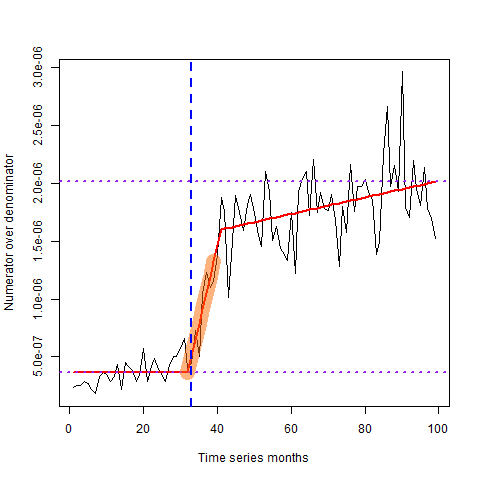 Numerator over denominator
3.0e-06
2.5e-06
2.0e-06
1.5e-06
1.0e-06
5.0e-07
0 20 40 60 80 100
Time series months